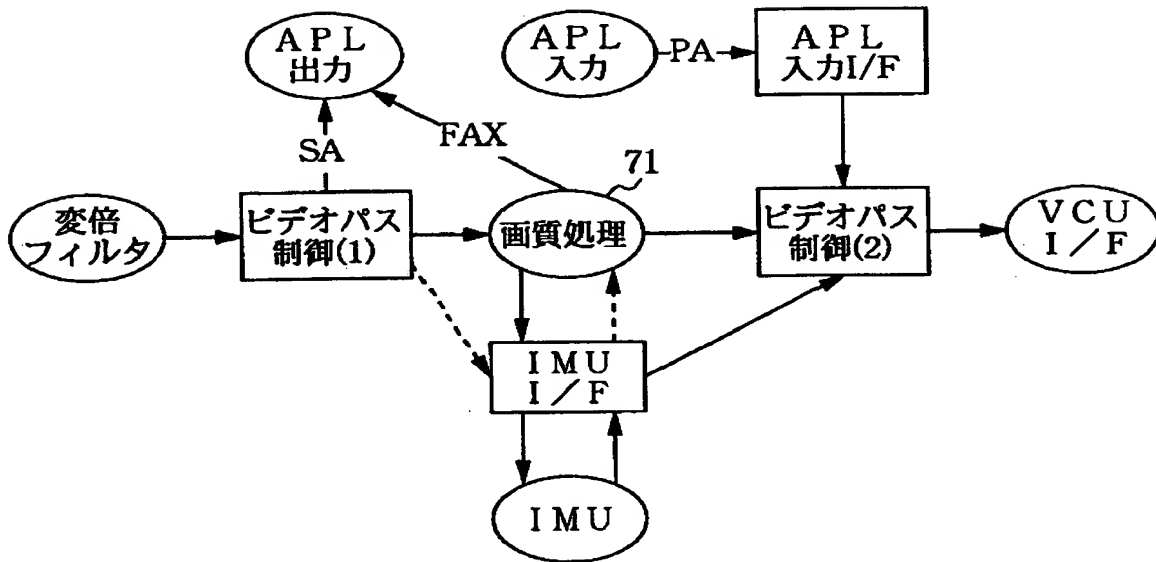 APL
出力
APL
入力
PA
APL
入力I/F
SA
FAX
71
変倍
フィルタ
ビデオパス
制御(1)
画質処理
ビデオパス
制御(2)
VCU
I/F
IMU
I/F
IMU